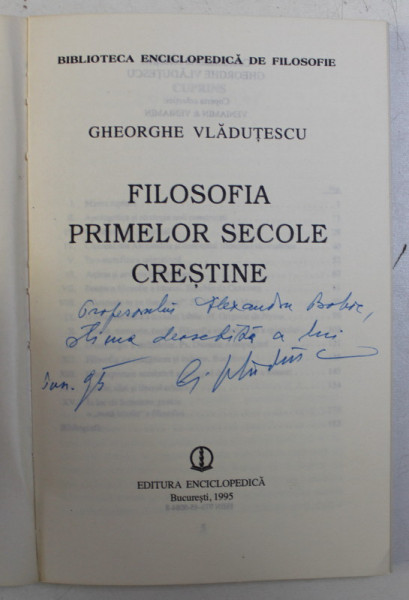 BIBLIOTECA ENCICLOPEDICĂ DE FILOSOFIE
GHEORGHE VLĂDUȚESCU
FILOSOFIA
PRIMELOR SECOLE
CREȘTINE
Profesorului Alexandru Boboc,
stima deosebită a lui
Ian. 95
EDITURA ENCICLOPEDICĂ
București, 1995